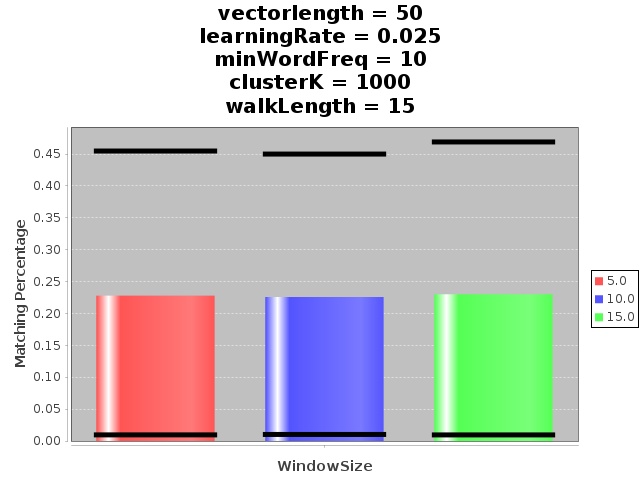 vectorlength = 50
learningRate = 0.025
minWordFreq = 10
clusterK = 1000
walkLength = 15
0.45
0.40
0.35
0.30
0.25
0.20
0.15
0.10
0.05
0.00
Matching Percentage
WindowSize
5.0
10.0
15.0